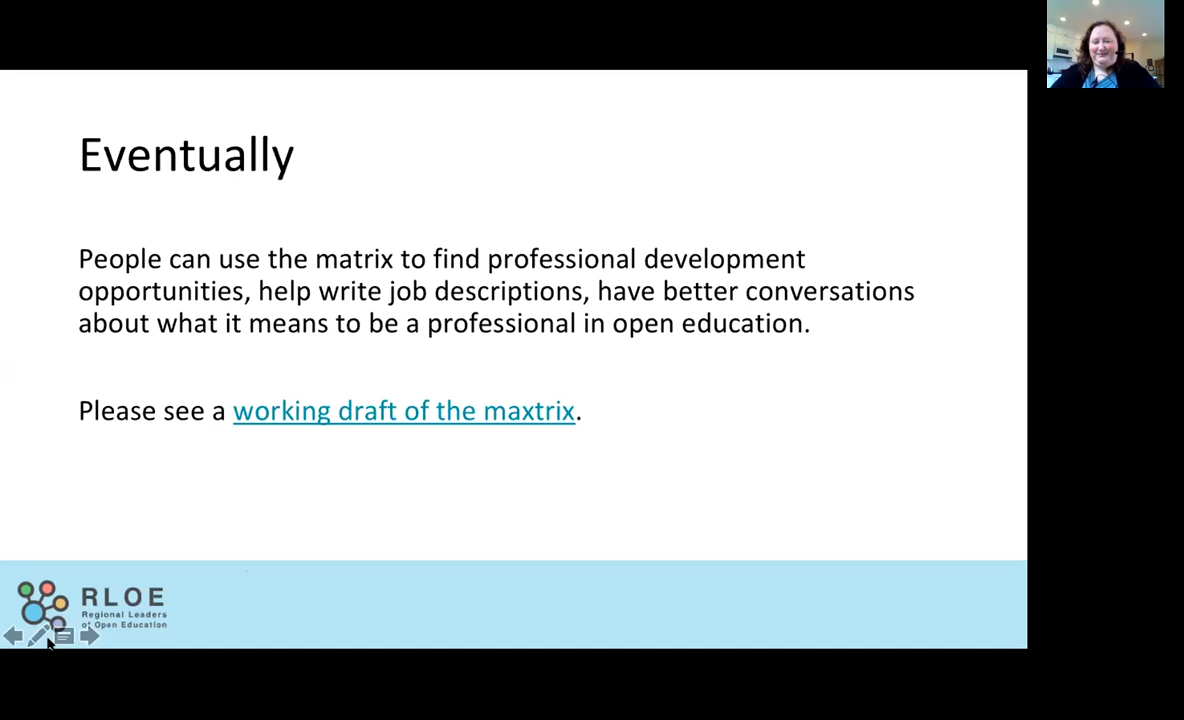 Eventually
People can use the matrix to find professional development
opportunities, help write job descriptions, have better conversations
about what it means to be a professional in open education.
Please see a working draft of the maxtrix.
RLOE
Regional Leaders
of Open Education